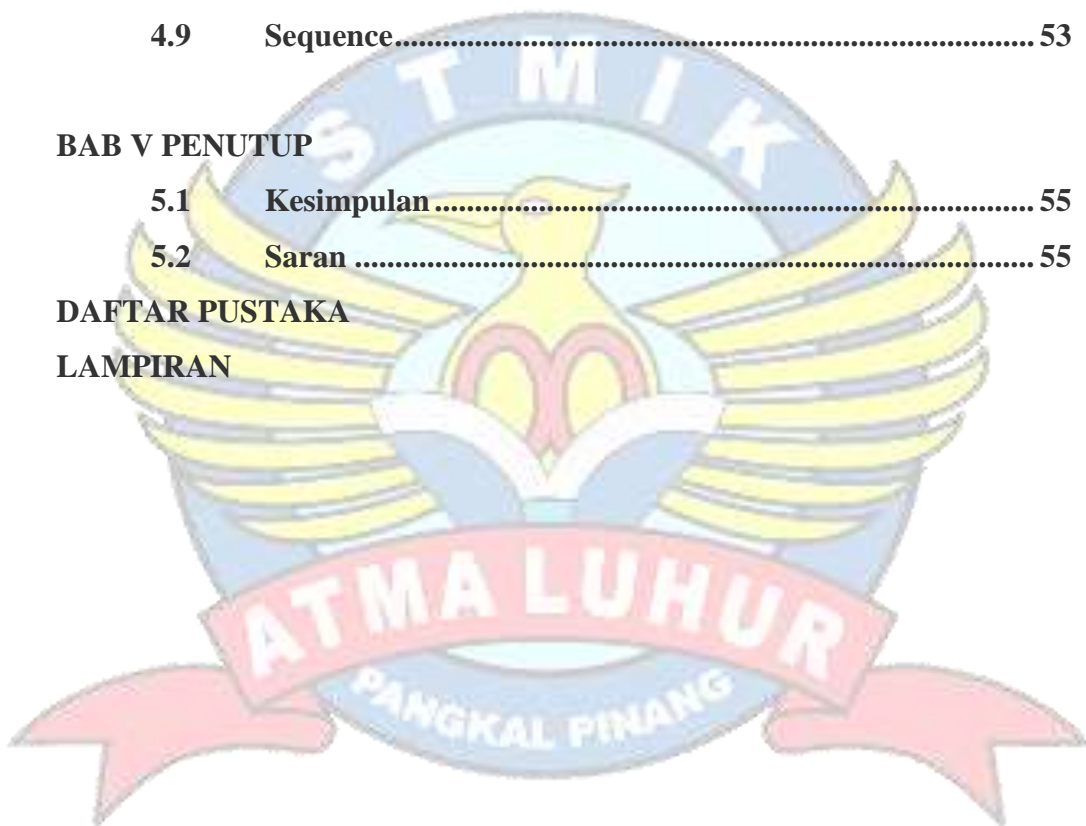 4.9 Sequence.......................................................................................... 53
BAB V PENUTUP
5.1 Kesimpulan.................................................................................... 55
5.2 Saran ............................................................................................... 55
DAFTAR PUSTAKA
LAMPIRAN
STMIK
ATMA LUHUR
PANGKAL PINANG